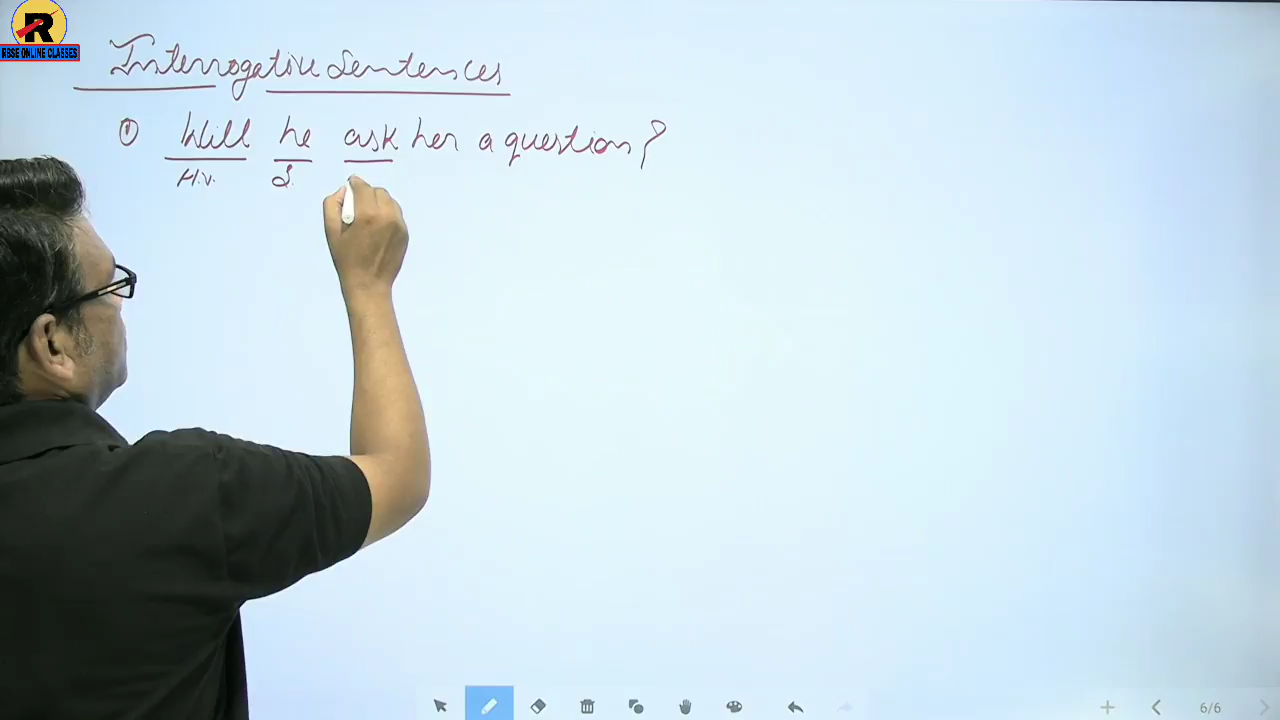 R
RBSE ONLINE CLASSES
Interrogative Sentences
① Will he ask her a question?
H.V. S.
6/6